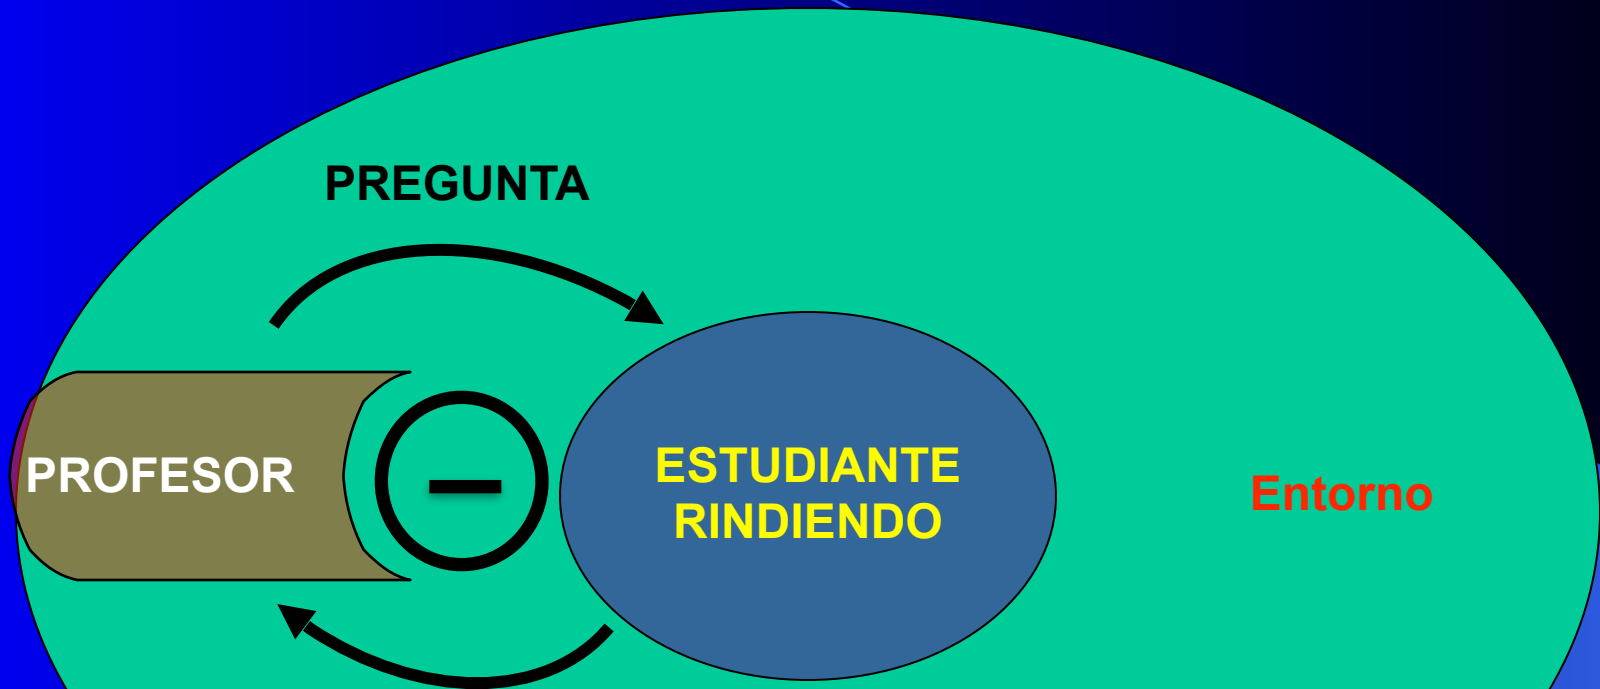 PREGUNTA
PROFESOR
–
ESTUDIANTE
RINDIENDO
Entorno